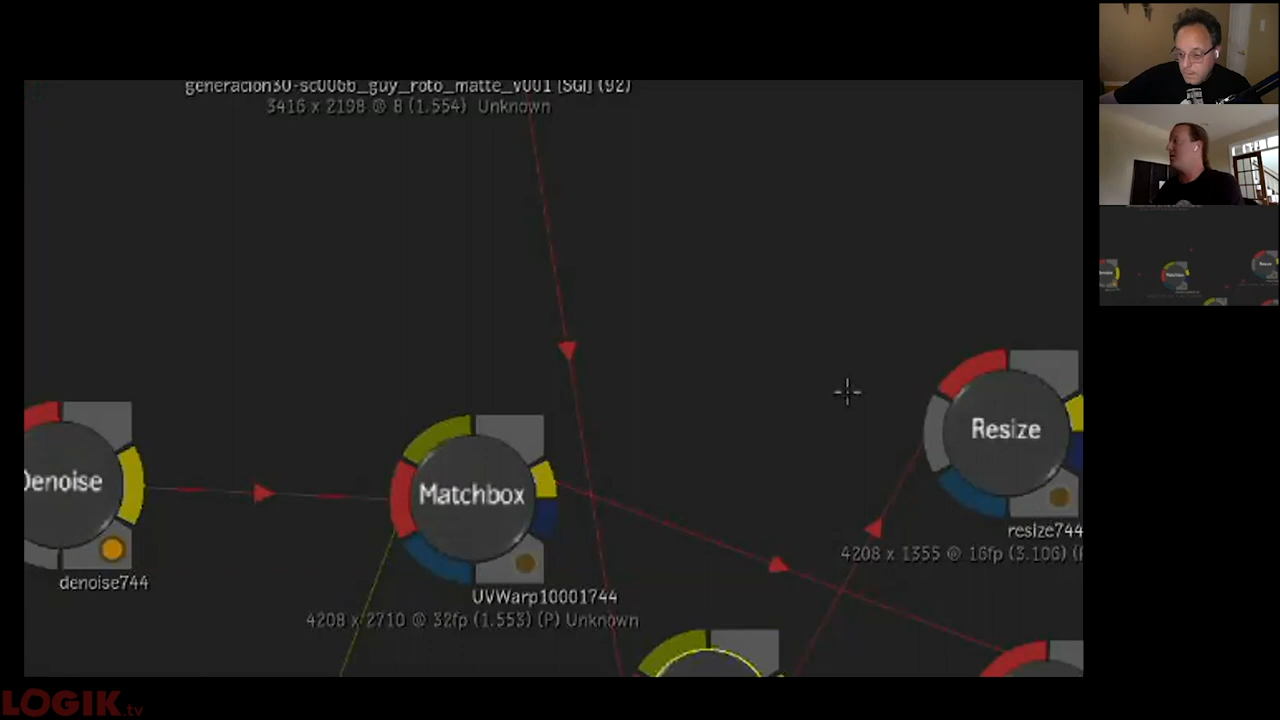 generacion30-sc006b_guy_roto_matte_v001 [SGI] (92)
3416 x 2198 @ 8 (1.554) Unknown
Denoise
denoise744
Matchbox
UVWarp10001744
4208 x 2710 @ 32fp (1.553) (P) Unknown
Resize
resize744
4208 x 1355 @ 16fp (3.106) (
LOGIK.tv